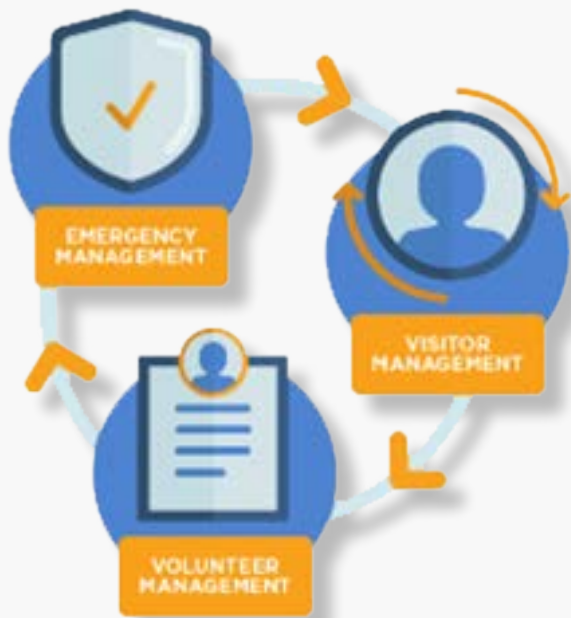 EMERGENCY
MANAGEMENT
VISITOR
MANAGEMENT
VOLUNTEER
MANAGEMENT